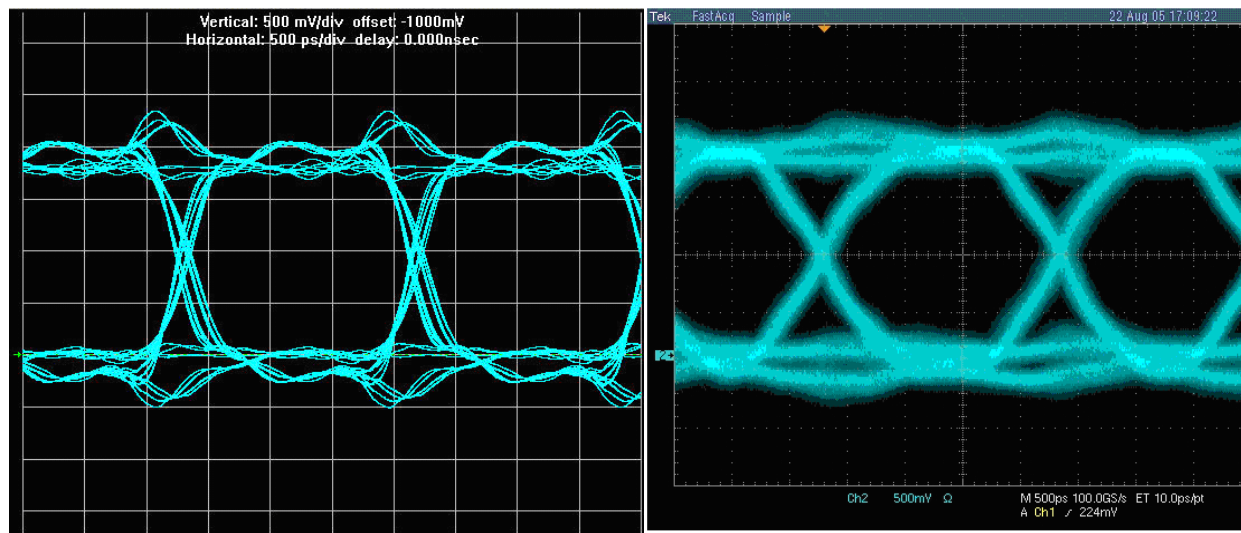 Vertical: 500 mV/div offset: -1000mV
Horizontal: 500 ps/div delay: 0.000nsec
Tek FastAcq Sample 22 Aug 05 17:09:22
Ch2 500mV Ω M 500ps 100.0GS/s ET 10.0ps/pt
A Ch1 ∕ 224mV